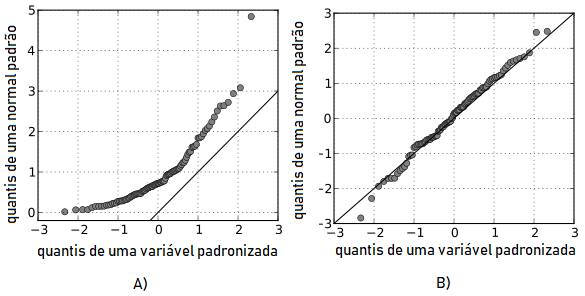 5
4
3
2
1
0
−3 −2 −1 0 1 2 3
quantis de uma normal padrão
quantis de uma variável padronizada
A)
3
2
1
0
-1
−2
−3
−3 −2 −1 0 1 2 3
quantis de uma normal padrão
quantis de uma variável padronizada
B)